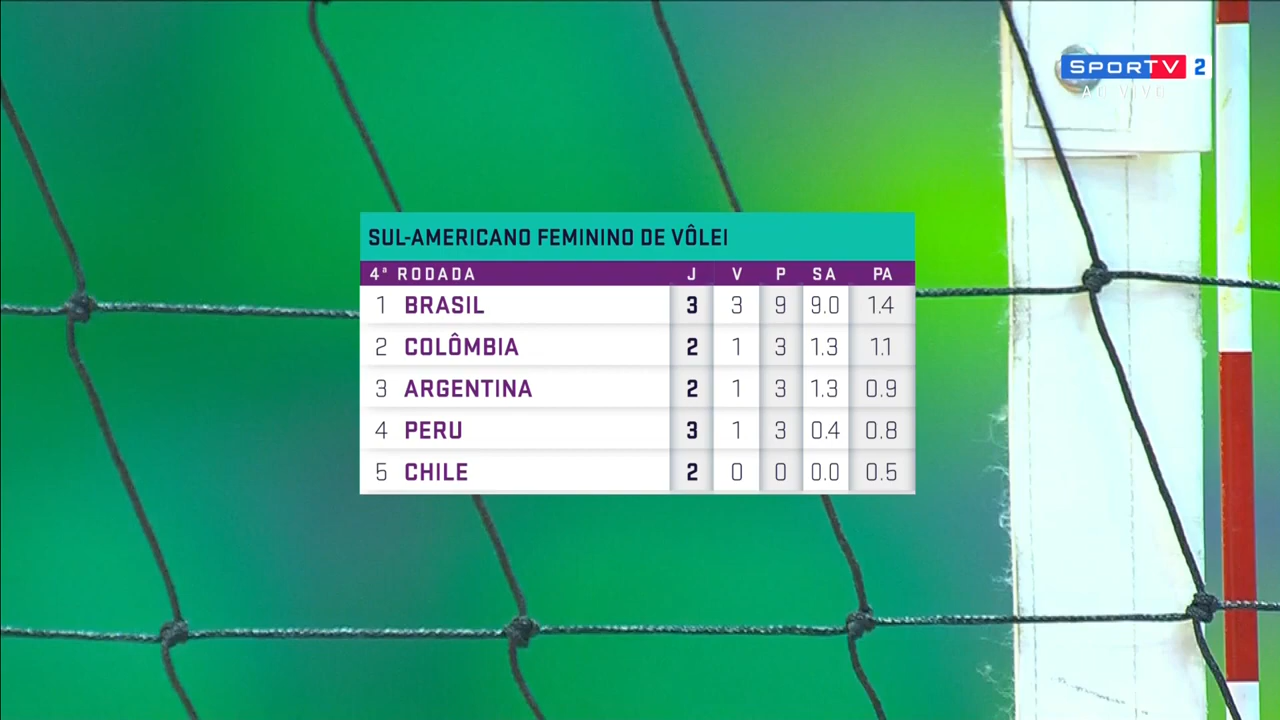 SPORTV 2
AO VIVO
SUL-AMERICANO FEMININO DE VÔLEI
4ª RODADA J V P SA PA
1 BRASIL 3 3 9 9.0 1.4
2 COLÔMBIA 2 1 3 1.3 1.1
3 ARGENTINA 2 1 3 1.3 0.9
4 PERU 3 1 3 0.4 0.8
5 CHILE 2 0 0 0.0 0.5